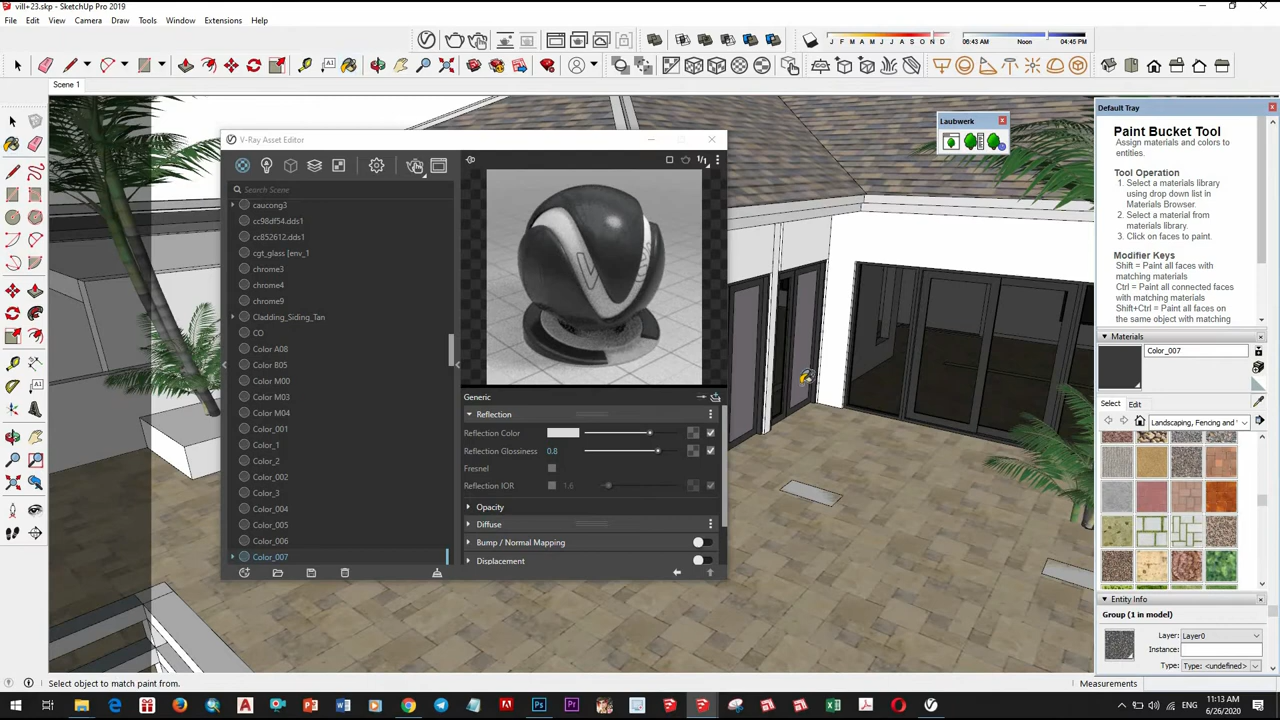 vill+23.skp - SketchUp Pro 2019
File Edit View Camera Draw Tools Window Extensions Help
J F M A M J J A S O N D
06:43 AM Noon 04:45 PM
Scene 1
Default Tray
Paint Bucket Tool
Assign materials and colors to
entities.
Tool Operation
1. Select a materials library
using drop down list in
Materials Browser.
2. Select a material from
materials library.
3. Click on faces to paint.
Modifier Keys
Shift = Paint all faces with
matching materials
Ctrl = Paint all connected faces
with matching materials
Shift+Ctrl = Paint all faces on
the same object with matching
Laubwerk
V-Ray Asset Editor
1/1
Search Scene
caucong3
cc98df54.dds1
cc852612.dds1
cgt_glass [env_1
chrome3
chrome4
chrome9
Cladding_Siding_Tan
CO
Color A08
Color B05
Color M00
Color M03
Color M04
Color_001
Color_1
Color_2
Color_002
Color_3
Color_004
Color_005
Color_006
Color_007
Generic
Reflection
Reflection Color
Reflection Glossiness 0.8
Fresnel
Reflection IOR 1.6
Opacity
Diffuse
Bump / Normal Mapping
Displacement
Materials
Color_007
Select Edit
Landscaping, Fencing and
Entity Info
Group (1 in model)
Layer: Layer0
Instance:
Type: Type: <undefined>
Select object to match paint from.
Measurements
ENG 11:13 AM
6/26/2020